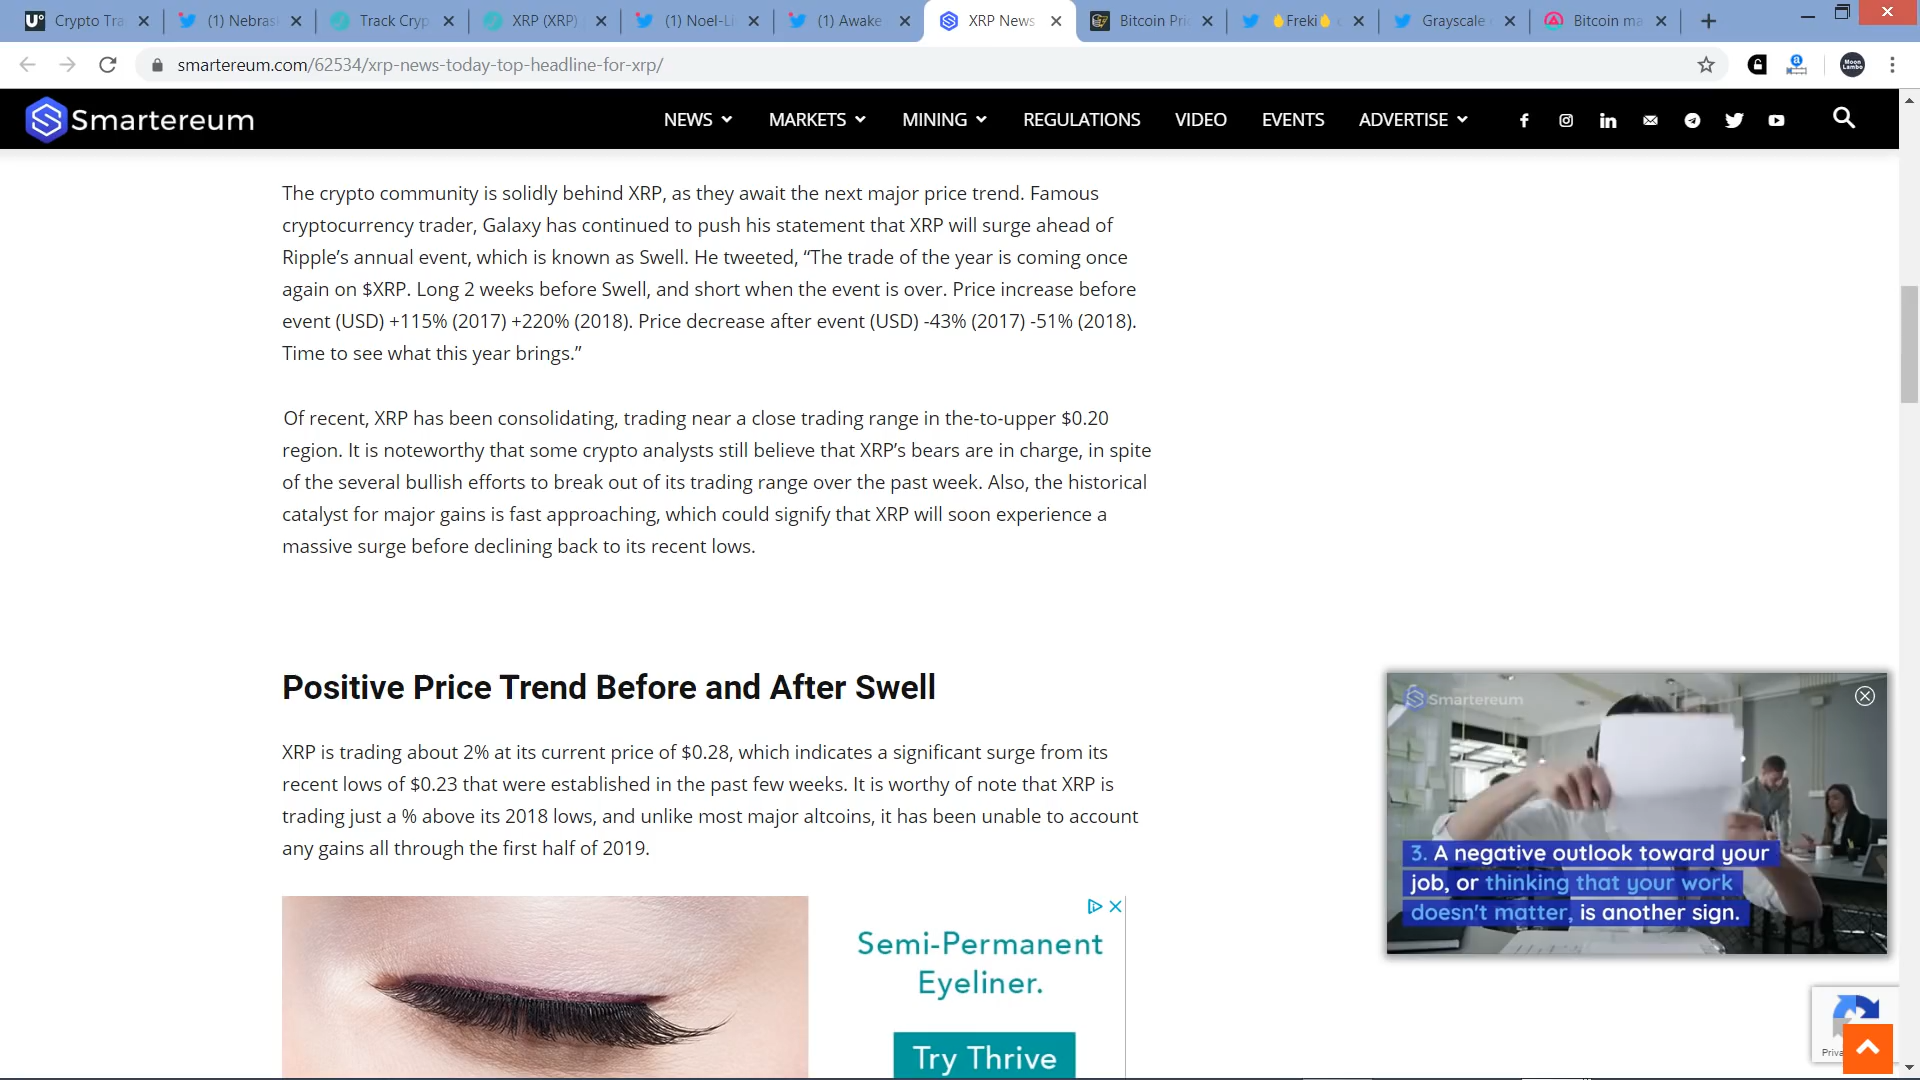 Crypto Tra
(1) Nebras
Track Cryp
XRP (XRP)
(1) Noel-Li
(1) Awake
XRP News
Bitcoin Pric
🔥Freki🔥
Grayscale
Bitcoin ma
smartereum.com/62534/xrp-news-today-top-headline-for-xrp/
Moon Lambo
Smartereum
NEWS
MARKETS
MINING
REGULATIONS
VIDEO
EVENTS
ADVERTISE
The crypto community is solidly behind XRP, as they await the next major price trend. Famous
cryptocurrency trader, Galaxy has continued to push his statement that XRP will surge ahead of
Ripple’s annual event, which is known as Swell. He tweeted, “The trade of the year is coming once
again on $XRP. Long 2 weeks before Swell, and short when the event is over. Price increase before
event (USD) +115% (2017) +220% (2018). Price decrease after event (USD) -43% (2017) -51% (2018).
Time to see what this year brings.”
Of recent, XRP has been consolidating, trading near a close trading range in the-to-upper $0.20
region. It is noteworthy that some crypto analysts still believe that XRP’s bears are in charge, in spite
of the several bullish efforts to break out of its trading range over the past week. Also, the historical
catalyst for major gains is fast approaching, which could signify that XRP will soon experience a
massive surge before declining back to its recent lows.
Positive Price Trend Before and After Swell
XRP is trading about 2% at its current price of $0.28, which indicates a significant surge from its
recent lows of $0.23 that were established in the past few weeks. It is worthy of note that XRP is
trading just a % above its 2018 lows, and unlike most major altcoins, it has been unable to account
any gains all through the first half of 2019.
Semi-Permanent
Eyeliner.
Try Thrive
Smartereum
3. A negative outlook toward your
job, or thinking that your work
doesn't matter, is another sign.
Priva